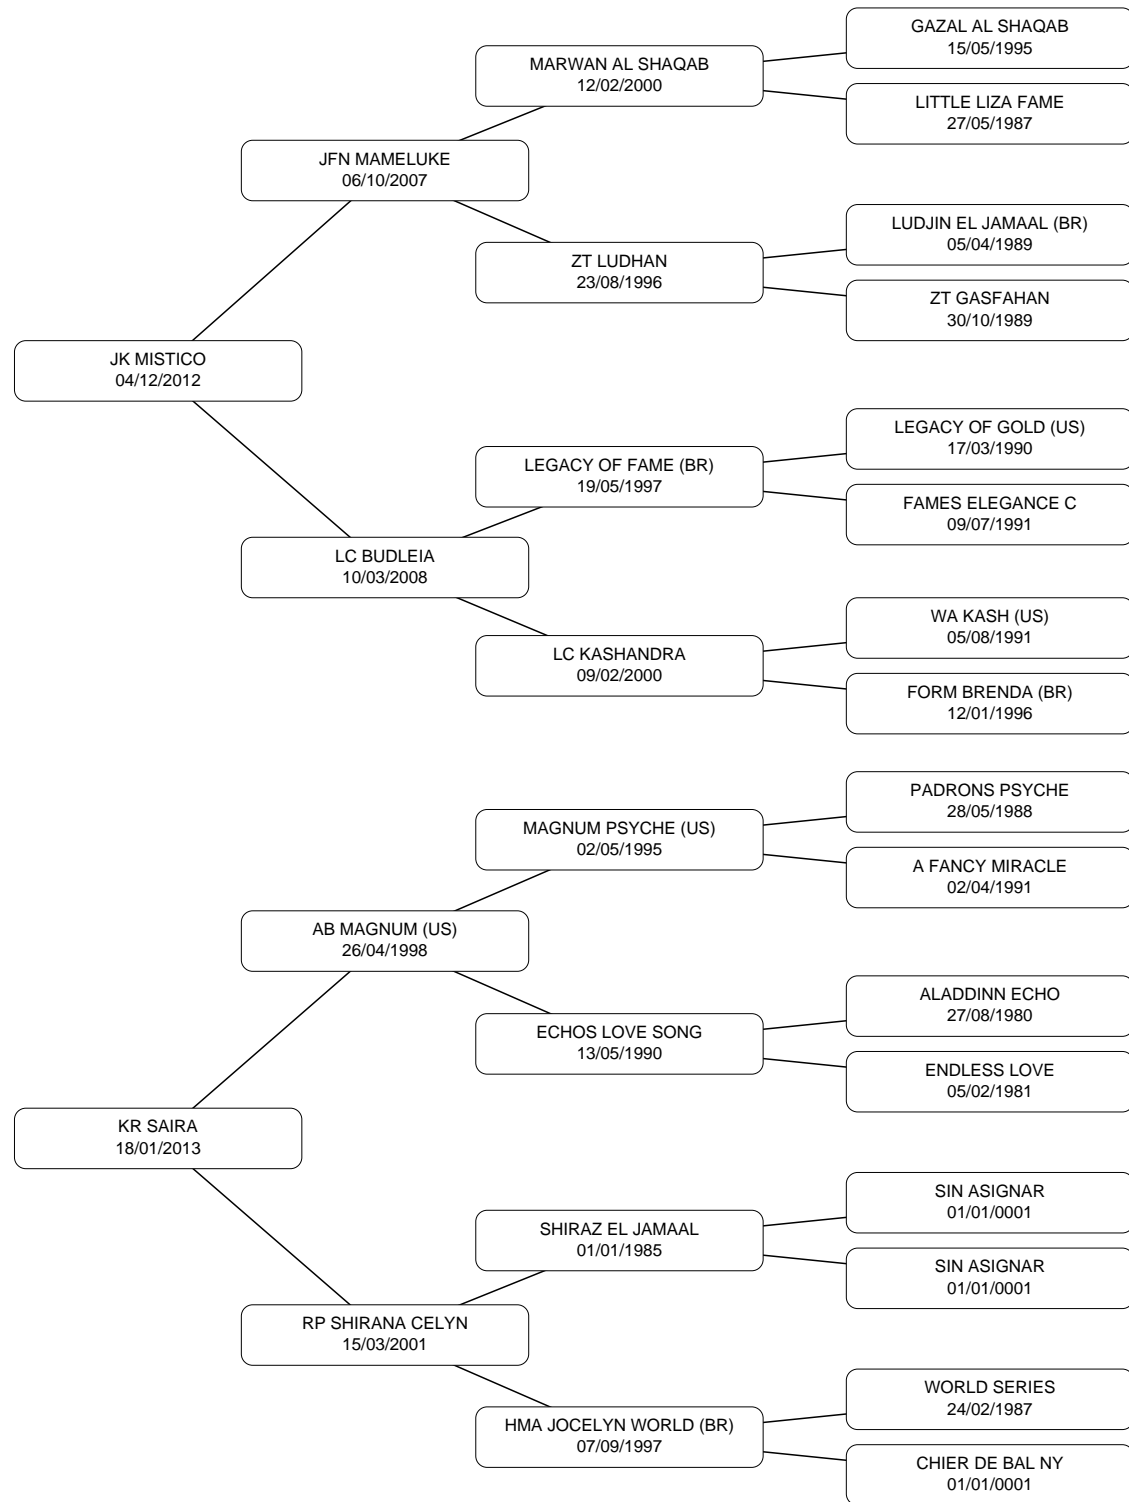 GAZAL AL SHAQAB
15/05/1995
MARWAN AL SHAQAB
12/02/2000
LITTLE LIZA FAME
27/05/1987
JFN MAMELUKE
06/10/2007
LUDJIN EL JAMAAL (BR)
05/04/1989
ZT LUDHAN
23/08/1996
ZT GASFAHAN
30/10/1989
JK MISTICO
04/12/2012
LEGACY OF GOLD (US)
17/03/1990
LEGACY OF FAME (BR)
19/05/1997
FAMES ELEGANCE C
09/07/1991
LC BUDLEIA
10/03/2008
WA KASH (US)
05/08/1991
LC KASHANDRA
09/02/2000
FORM BRENDA (BR)
12/01/1996
PADRONS PSYCHE
28/05/1988
MAGNUM PSYCHE (US)
02/05/1995
A FANCY MIRACLE
02/04/1991
AB MAGNUM (US)
26/04/1998
ALADDINN ECHO
27/08/1980
ECHOS LOVE SONG
13/05/1990
ENDLESS LOVE
05/02/1981
KR SAIRA
18/01/2013
SIN ASIGNAR
01/01/0001
SHIRAZ EL JAMAAL
01/01/1985
SIN ASIGNAR
01/01/0001
RP SHIRANA CELYN
15/03/2001
WORLD SERIES
24/02/1987
HMA JOCELYN WORLD (BR)
07/09/1997
CHIER DE BAL NY
01/01/0001